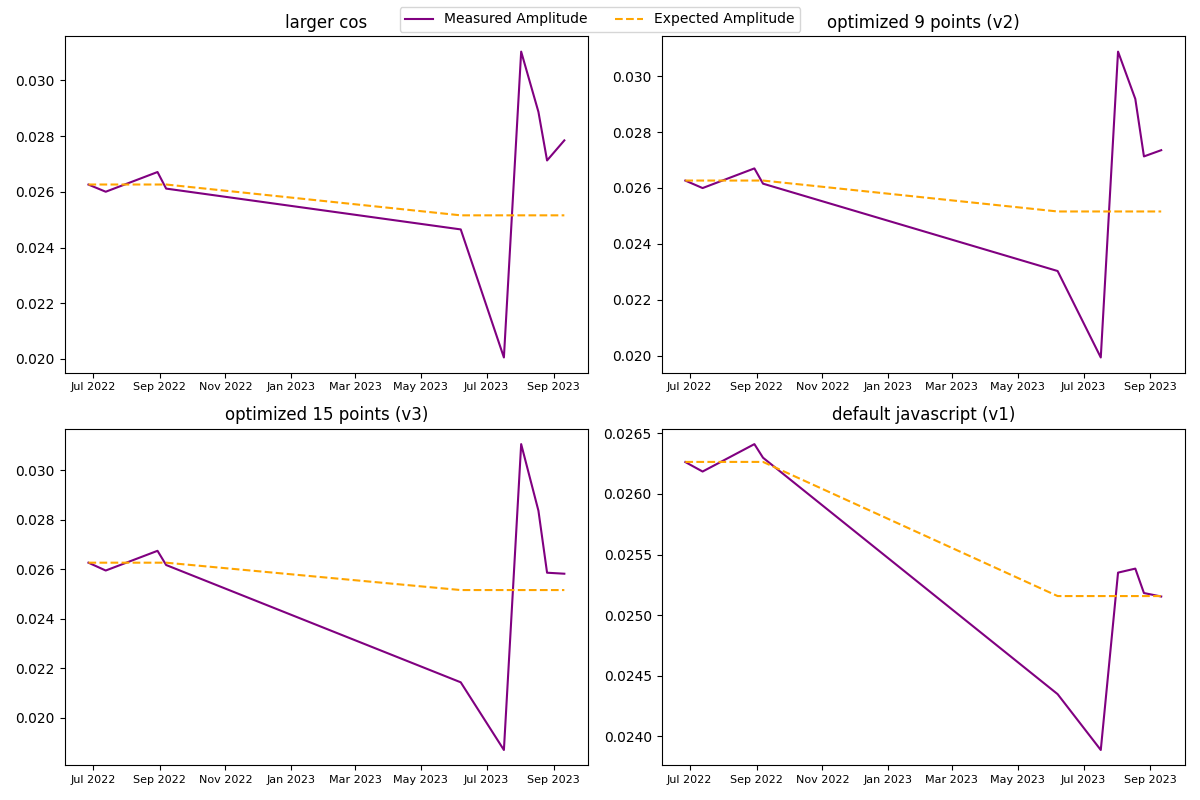 larger cos
Measured Amplitude
Expected Amplitude
optimized 9 points (v2)
0.030
0.028
0.026
0.024
0.022
0.020
Jul 2022 Sep 2022 Nov 2022 Jan 2023 Mar 2023 May 2023 Jul 2023 Sep 2023
0.030
0.028
0.026
0.024
0.022
0.020
Jul 2022 Sep 2022 Nov 2022 Jan 2023 Mar 2023 May 2023 Jul 2023 Sep 2023
optimized 15 points (v3)
0.030
0.028
0.026
0.024
0.022
0.020
Jul 2022 Sep 2022 Nov 2022 Jan 2023 Mar 2023 May 2023 Jul 2023 Sep 2023
default javascript (v1)
0.0265
0.0260
0.0255
0.0250
0.0245
0.0240
Jul 2022 Sep 2022 Nov 2022 Jan 2023 Mar 2023 May 2023 Jul 2023 Sep 2023